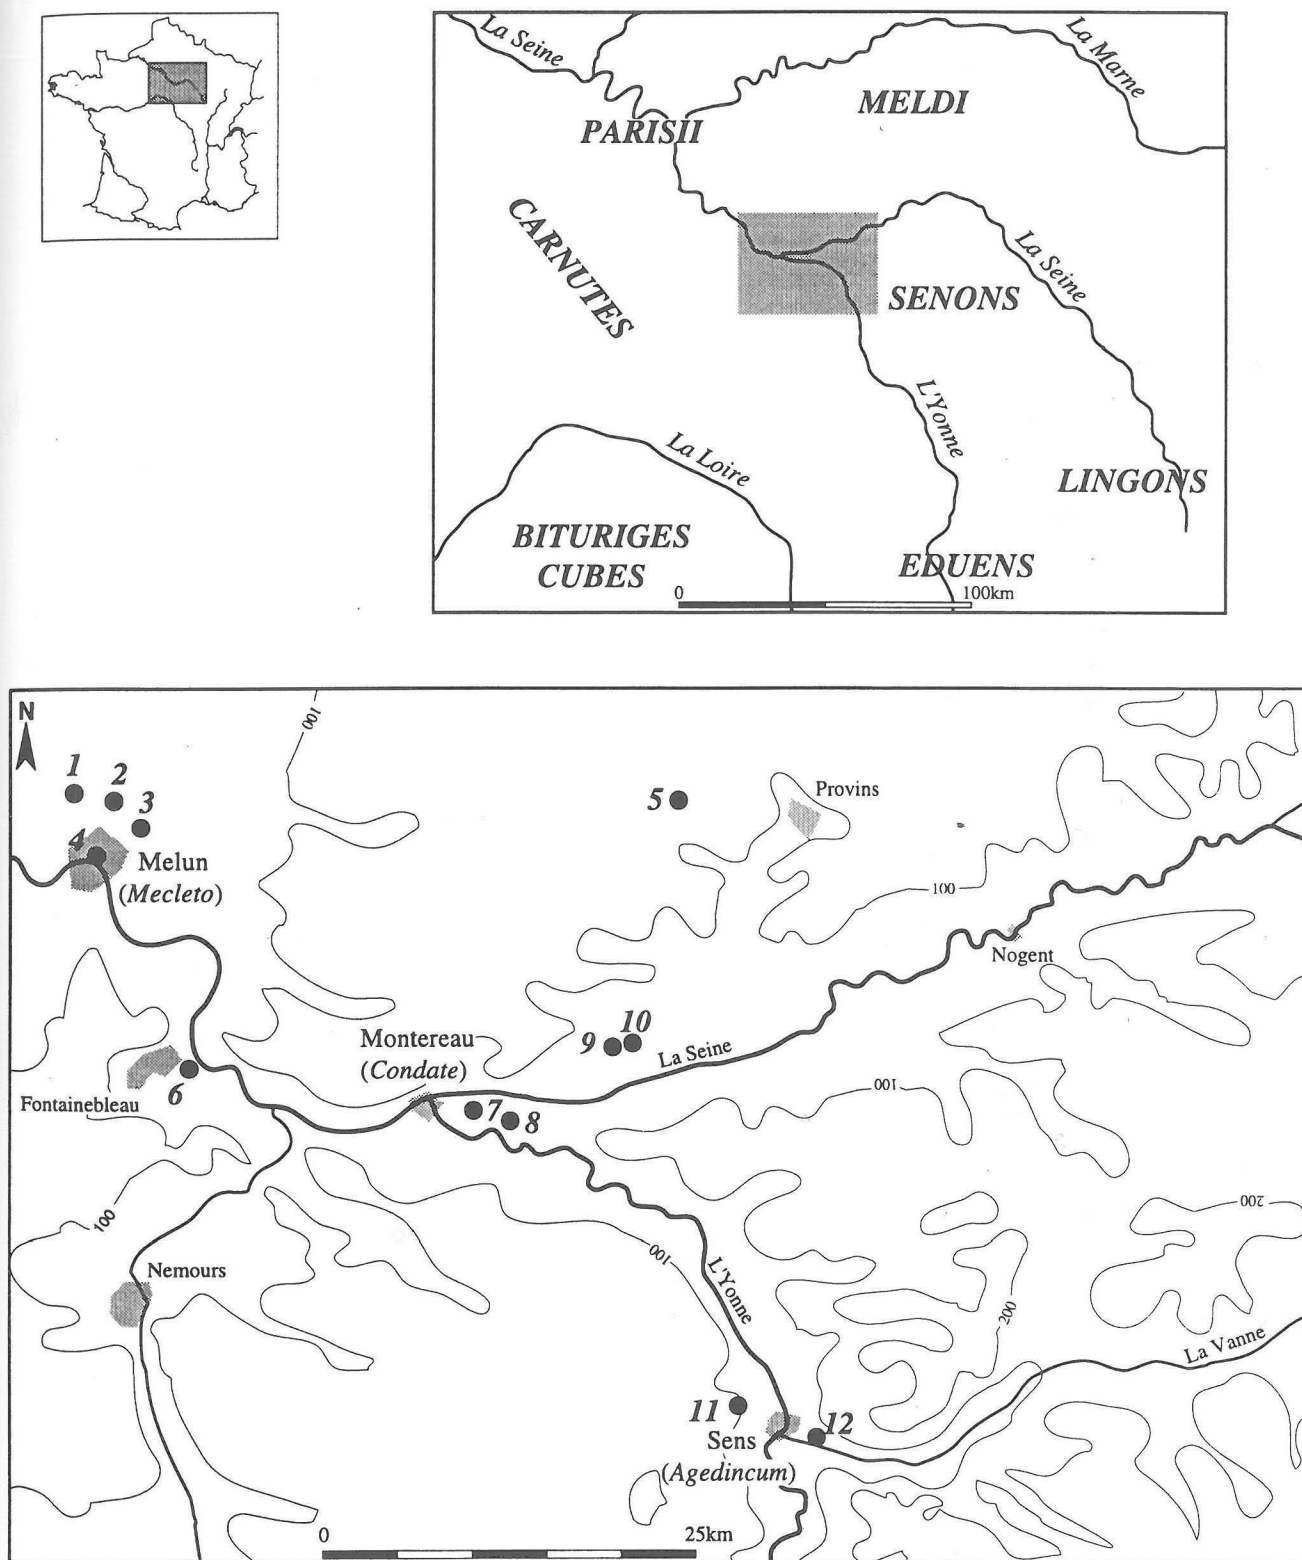 La Seine
La Marne
MELDI
PARISII
CARNUTES
La Seine
SENONS
L'Yonne
La Loire
LINGONS
BITURIGES
CUBES
EDUENS
0 100km
N
100
1
2
3
4
5
Provins
Melun
(Mecleto)
100
Nogent
Montereau
(Condate)
9 10
La Seine
Fontainebleau
6
7 8
100
100
200
Nemours
100
L'Yonne
200
La Vanne
11
12
Sens
(Agedincum)
0 25km